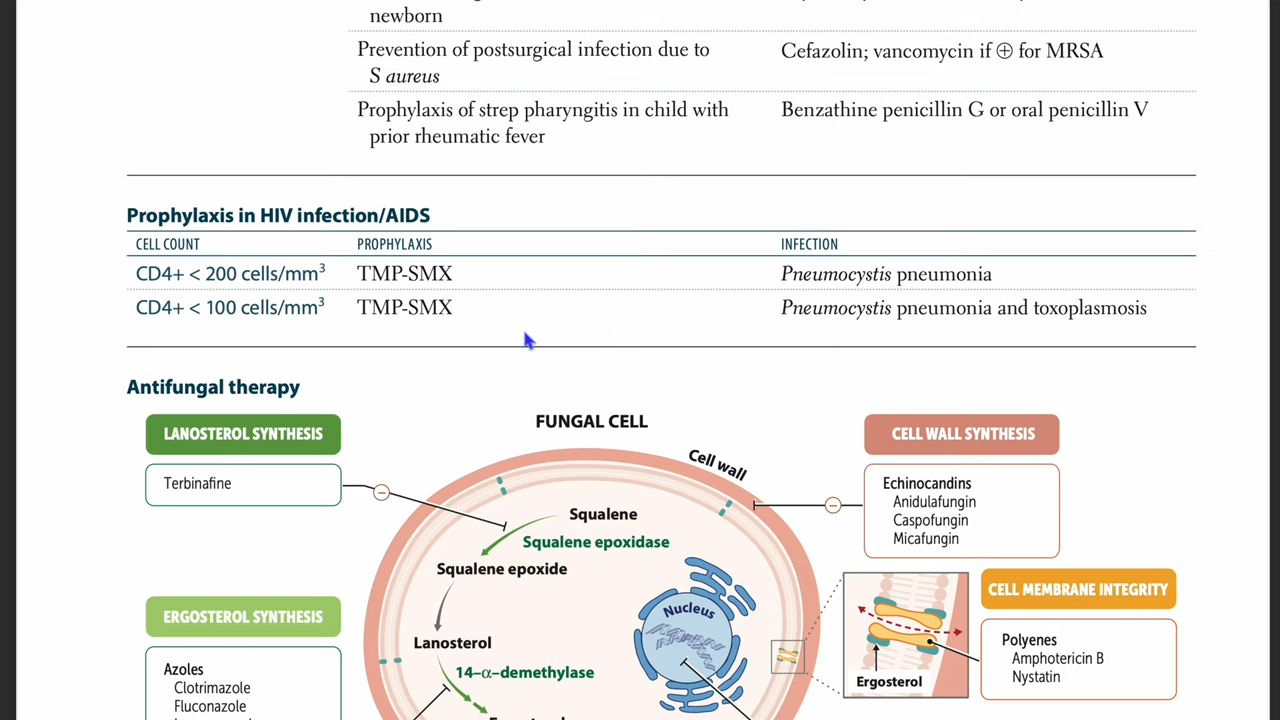 newborn
Prevention of postsurgical infection due to
S aureus
Cefazolin; vancomycin if ⊕ for MRSA
Prophylaxis of strep pharyngitis in child with
prior rheumatic fever
Benzathine penicillin G or oral penicillin V
Prophylaxis in HIV infection/AIDS
CELL COUNT PROPHYLAXIS INFECTION
CD4+ < 200 cells/mm³ TMP-SMX Pneumocystis pneumonia
CD4+ < 100 cells/mm³ TMP-SMX Pneumocystis pneumonia and toxoplasmosis
Antifungal therapy
LANOSTEROL SYNTHESIS
Terbinafine
FUNGAL CELL
Cell wall
CELL WALL SYNTHESIS
Echinocandins
Anidulafungin
Caspofungin
Micafungin
Squalene
Squalene epoxidase
Squalene epoxide
Lanosterol
14–α–demethylase
Nucleus
ERGOSTEROL SYNTHESIS
Azoles
Clotrimazole
Fluconazole
Ergosterol
CELL MEMBRANE INTEGRITY
Polyenes
Amphotericin B
Nystatin